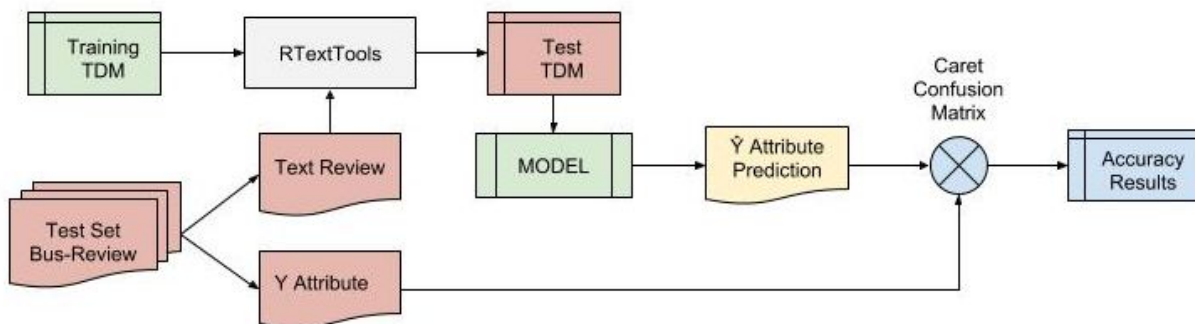 Training
TDM
RTextTools
Test
TDM
Caret
Confusion
Matrix
Text Review
MODEL
Ŷ Attribute
Prediction
Accuracy
Results
Test Set
Bus-Review
Y Attribute